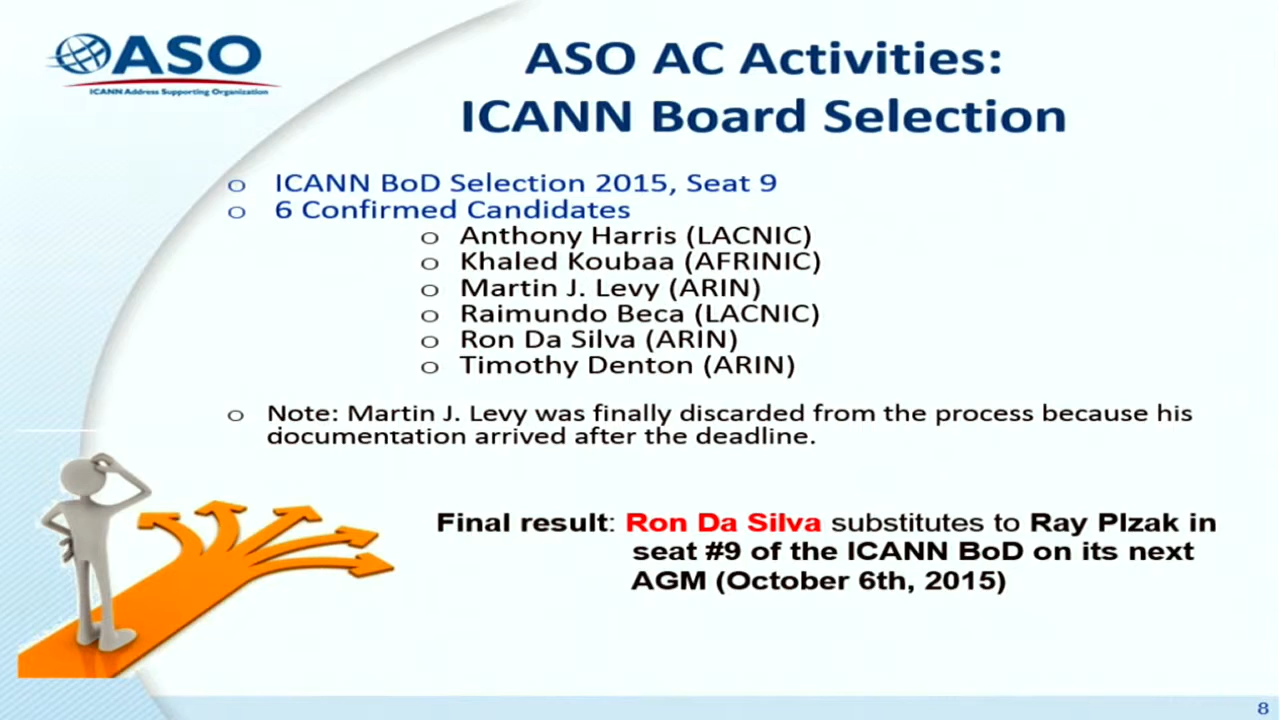 ASO
ICANN Address Supporting Organization
ASO AC Activities:
ICANN Board Selection
o ICANN BoD Selection 2015, Seat 9
o 6 Confirmed Candidates
o Anthony Harris (LACNIC)
o Khaled Koubaa (AFRINIC)
o Martin J. Levy (ARIN)
o Raimundo Beca (LACNIC)
o Ron Da Silva (ARIN)
o Timothy Denton (ARIN)
o Note: Martin J. Levy was finally discarded from the process because his
documentation arrived after the deadline.
Final result: Ron Da Silva substitutes to Ray Plzak in
seat #9 of the ICANN BoD on its next
AGM (October 6th, 2015)
8